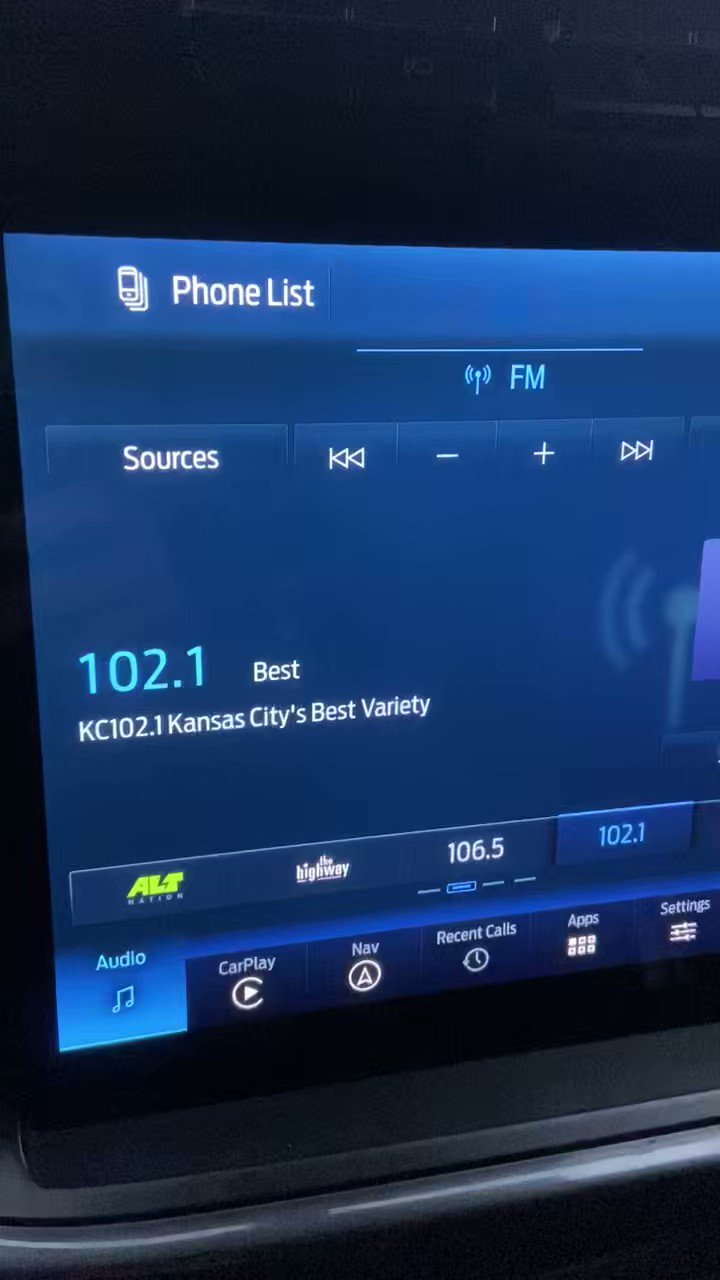 Phone List
FM
Sources
102.1 Best
KC102.1 Kansas City's Best Variety
ALT NATION the highway 106.5 102.1
Audio CarPlay Nav Recent Calls Apps Settings